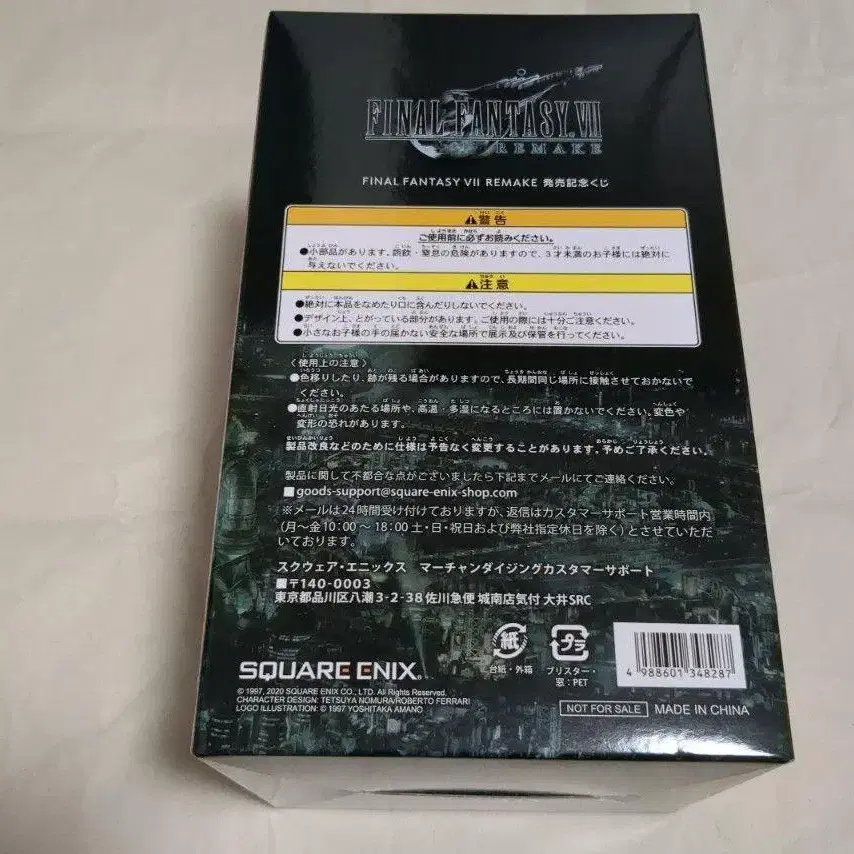 FINAL FANTASY VII
REMAKE
FINAL FANTASY VII REMAKE 発売記念くじ
⚠警告
ご使用前に必ずお読みください。
●小部品があります。誤飲・窒息の危険がありますので、3才未満のお子様には絶対に
与えないでください。
⚠注意
●絶対に本品をなめたり口に含んだりしないでください。
●デザイン上、とがっている部分があります。ご使用の際には十分ご注意ください。
●小さなお子様の手の届かない安全な場所で展示及び保管を行ってください。
〈使用上の注意〉
●色移りしたり、跡が残る場合がありますので、長期間同じ場所に接触させておかないで
ください。
●直射日光のあたる場所や、高温・多湿になるところには置かないでください。変色や
変形の恐れがあります。
製品改良などのために仕様は予告なく変更することがあります。予めご了承ください。
製品に関して不都合な点がございましたら下記までメールにてご連絡ください。
■goods-support@square-enix-shop.com
※メールは24時間受け付けておりますが、返信はカスタマーサポート営業時間内
（月～金10:00～18:00 土・日・祝日および弊社指定休日を除く）とさせていただ
いております。
スクウェア・エニックス マーチャンダイジングカスタマーサポート
■〒140-0003
東京都品川区八潮3-2-38 佐川急便 城南店気付 大井SRC
紙
台紙・外箱
プラ
ブリスター・
窓:PET
4 988601 348287
SQUARE ENIX®
© 1997, 2020 SQUARE ENIX CO., LTD. All Rights Reserved.
CHARACTER DESIGN: TETSUYA NOMURA/ROBERTO FERRARI
LOGO ILLUSTRATION: © 1997 YOSHITAKA AMANO
NOT FOR SALE
MADE IN CHINA